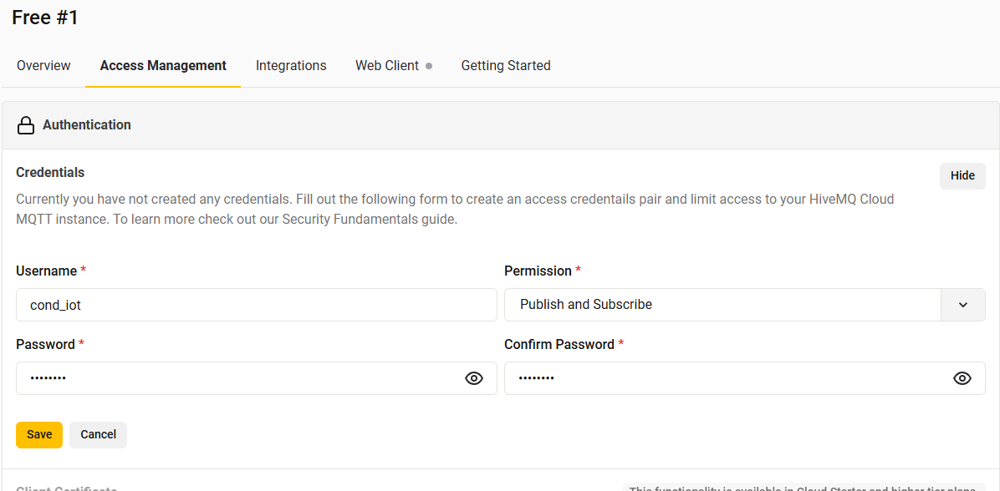 Free #1
Overview Access Management Integrations Web Client Getting Started
Authentication
Credentials
Hide
Currently you have not created any credentials. Fill out the following form to create an access credentails pair and limit access to your HiveMQ Cloud
MQTT instance. To learn more check out our Security Fundamentals guide.
Username *
Permission *
cond_iot
Publish and Subscribe
Password *
Confirm Password *
••••••••
••••••••
Save Cancel
Client Certificate
This functionality is available in Cloud Starter and higher tier plans.